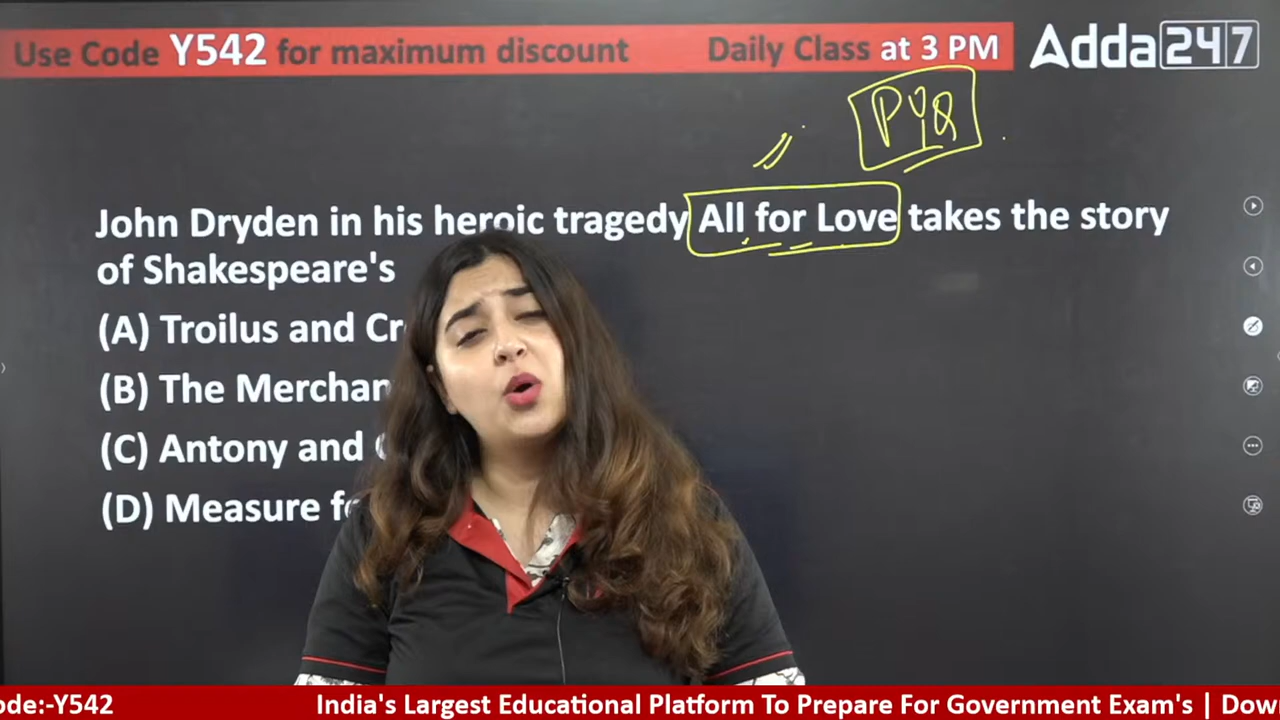 Use Code Y542 for maximum discount Daily Class at 3 PM Adda247
PYQ
John Dryden in his heroic tragedy All for Love takes the story
of Shakespeare's
(A) Troilus and Cr
(B) The Merchan
(C) Antony and
(D) Measure f
ode:-Y542 India's Largest Educational Platform To Prepare For Government Exam's | Dow